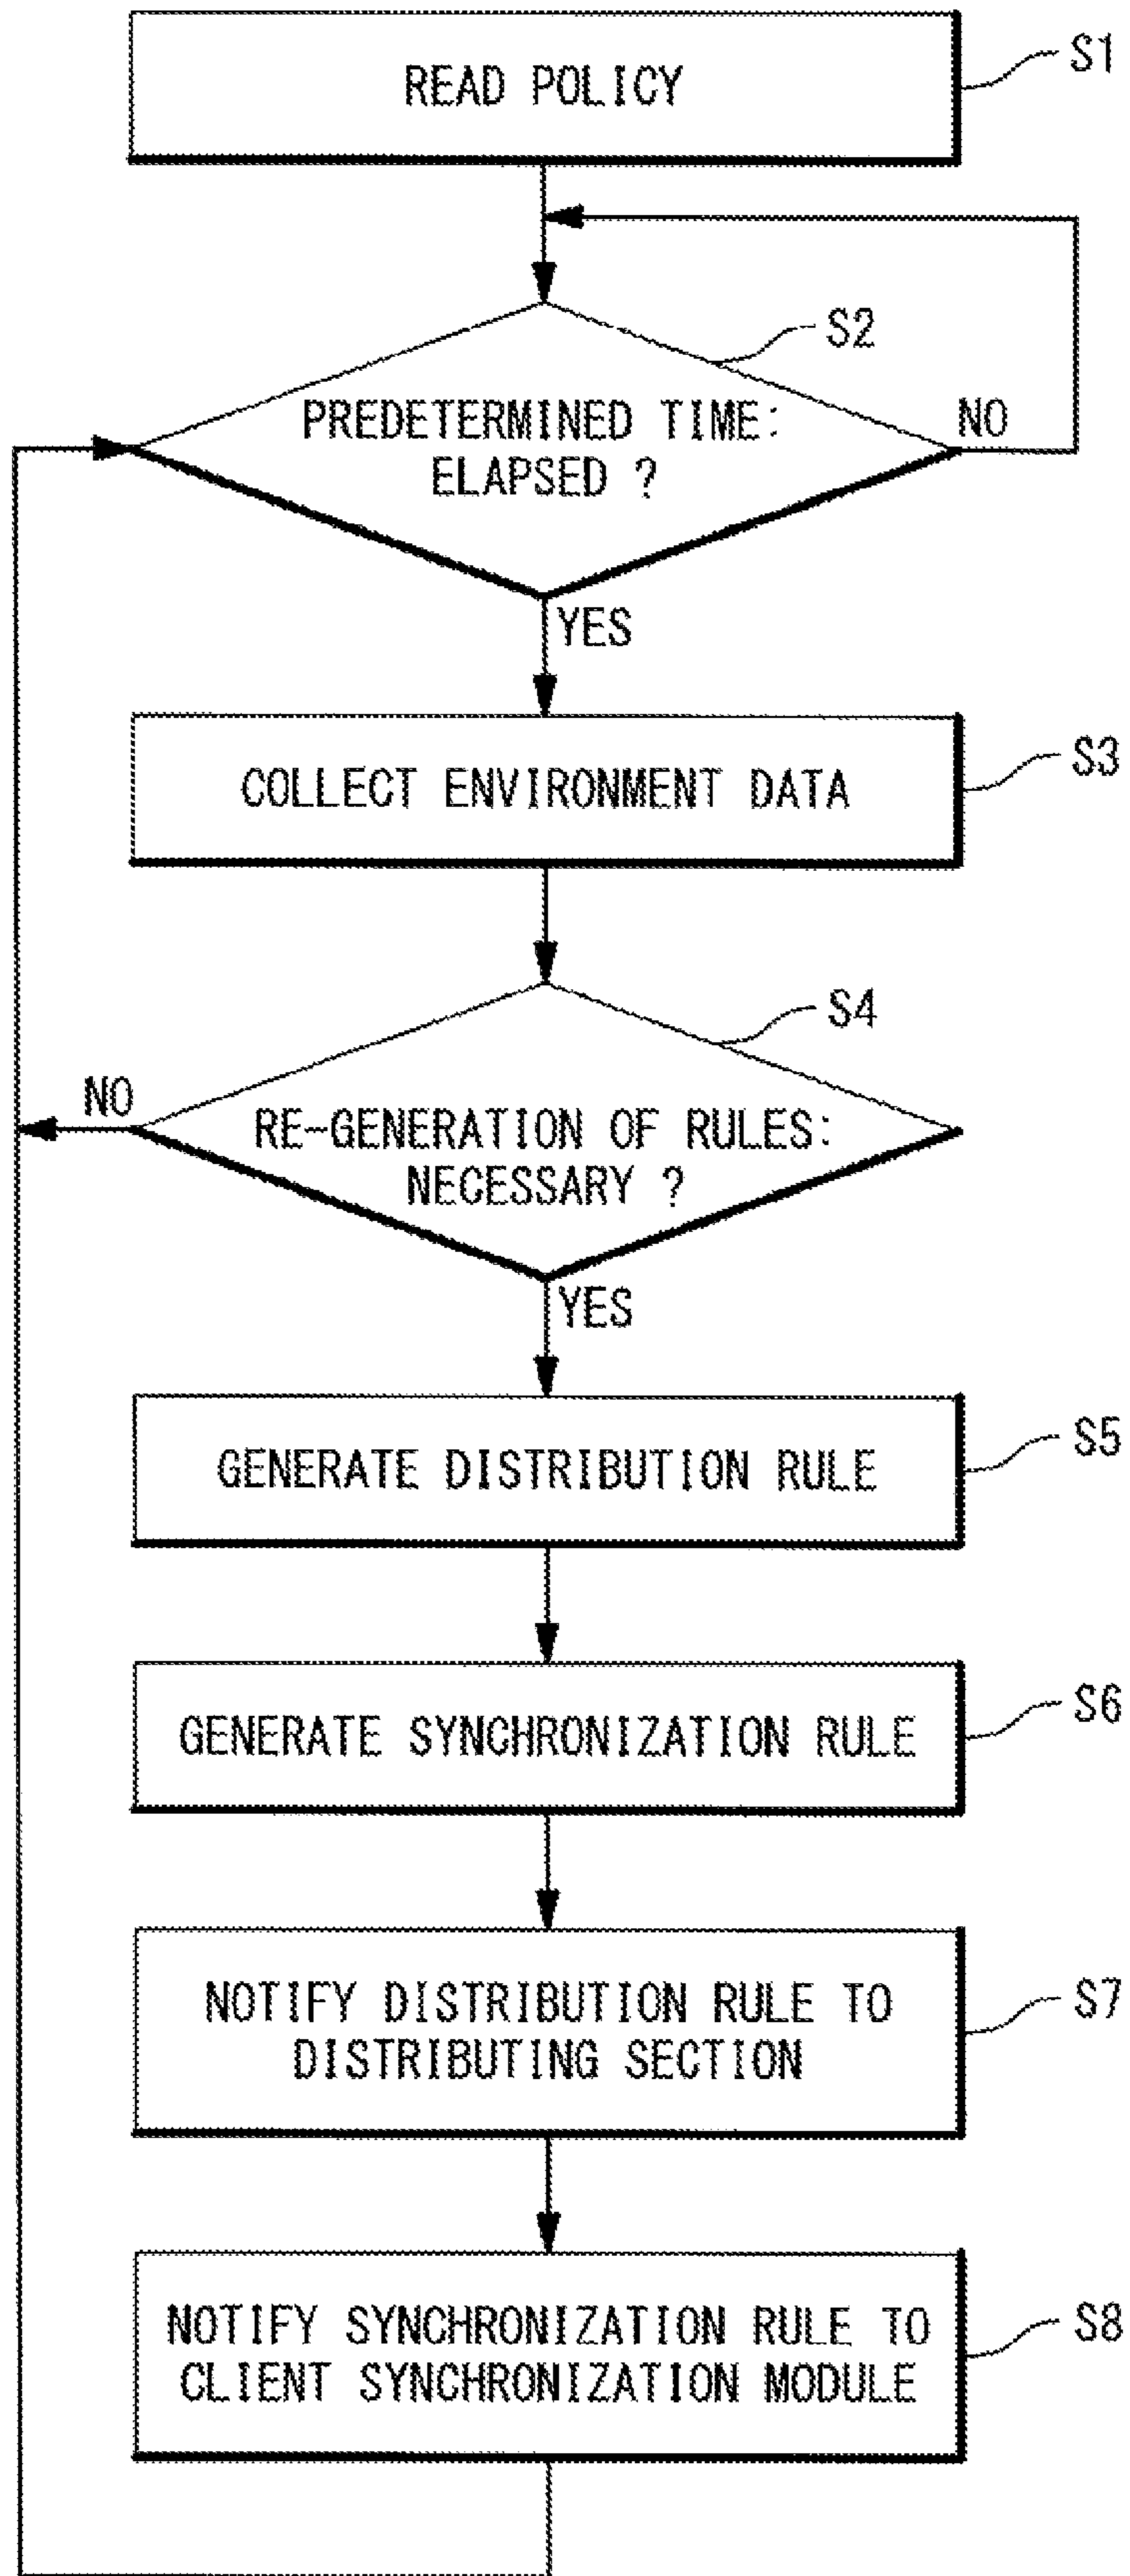 READ POLICY
S1
S2
PREDETERMINED TIME:
ELAPSED ?
NO
YES
COLLECT ENVIRONMENT DATA
S3
S4
NO
RE-GENERATION OF RULES:
NECESSARY ?
YES
GENERATE DISTRIBUTION RULE
S5
GENERATE SYNCHRONIZATION RULE
S6
NOTIFY DISTRIBUTION RULE TO
DISTRIBUTING SECTION
S7
NOTIFY SYNCHRONIZATION RULE TO
CLIENT SYNCHRONIZATION MODULE
S8